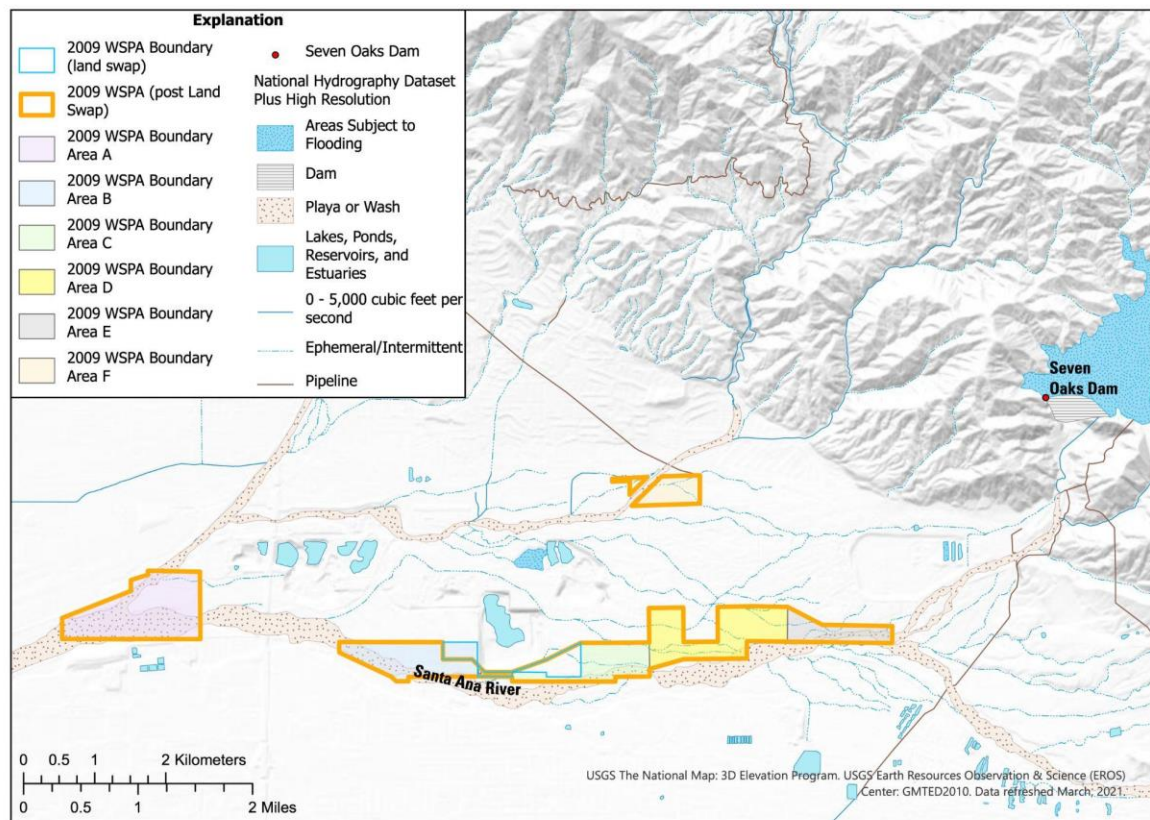 Explanation
2009 WSPA Boundary
(land swap)
2009 WSPA (post Land
Swap)
2009 WSPA Boundary
Area A
2009 WSPA Boundary
Area B
2009 WSPA Boundary
Area C
2009 WSPA Boundary
Area D
2009 WSPA Boundary
Area E
2009 WSPA Boundary
Area F
Seven Oaks Dam
National Hydrography Dataset
Plus High Resolution
Areas Subject to
Flooding
Dam
Playa or Wash
Lakes, Ponds,
Reservoirs, and
Estuaries
0 - 5,000 cubic feet per
second
Ephemeral/Intermittent
Pipeline
Seven
Oaks Dam
Santa Ana River
0 0.5 1 2 Kilometers
0 0.5 1 2 Miles
USGS The National Map: 3D Elevation Program. USGS Earth Resources Observation & Science (EROS)
Center: GMTED2010. Data refreshed March, 2021.